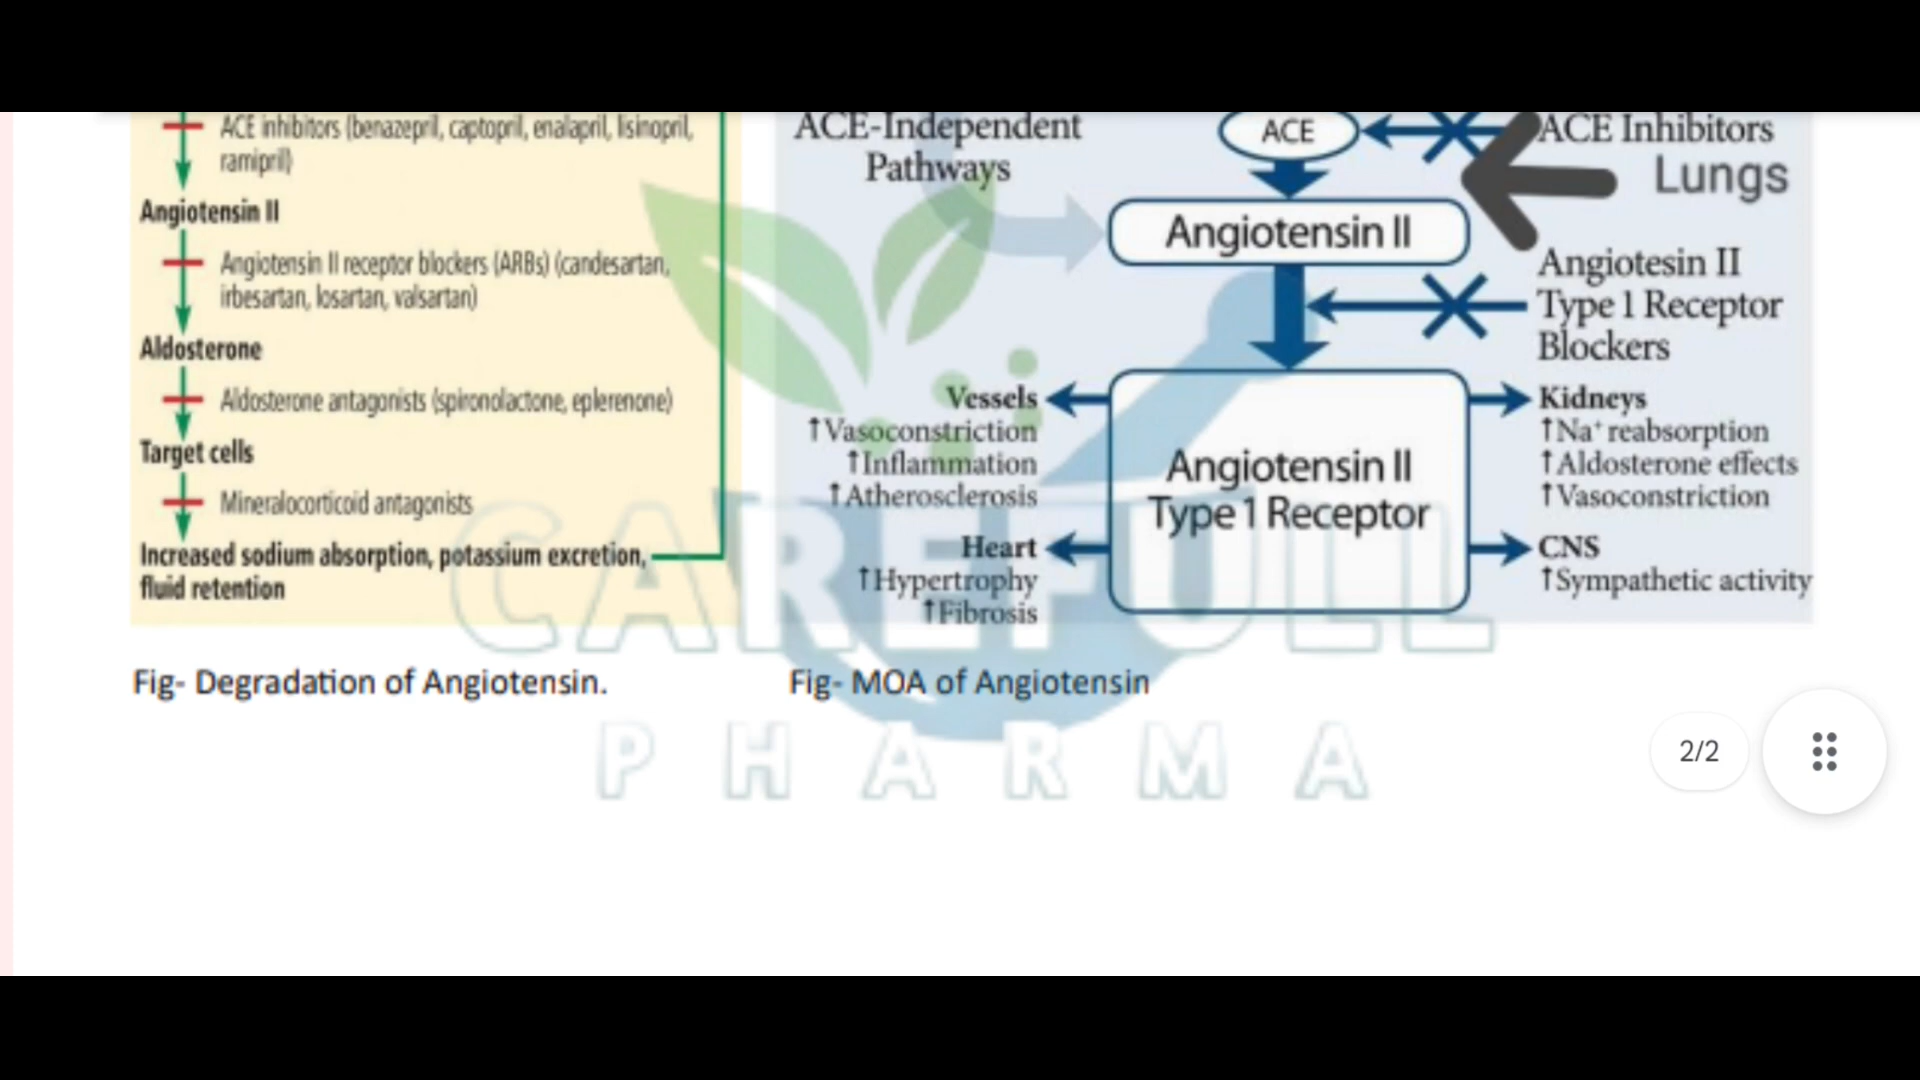 ACE inhibitors (benazepril, captopril, enalapril, lisinopril,
ramipril)
Angiotensin II
Angiotensin II receptor blockers (ARBs) (candesartan,
irbesartan, losartan, valsartan)
Aldosterone
Aldosterone antagonists (spironolactone, eplerenone)
Target cells
Mineralocorticoid antagonists
Increased sodium absorption, potassium excretion,
fluid retention
Fig- Degradation of Angiotensin.
ACE-Independent
Pathways
ACE
ACE Inhibitors
Lungs
Angiotensin II
Angiotesin II
Type 1 Receptor
Blockers
Vessels
↑Vasoconstriction
↑Inflammation
↑Atherosclerosis
Heart
↑Hypertrophy
↑Fibrosis
Angiotensin II
Type 1 Receptor
Kidneys
↑Na⁺ reabsorption
↑Aldosterone effects
↑Vasoconstriction
CNS
↑Sympathetic activity
Fig- MOA of Angiotensin
CAREFULL
PHARMA
2/2